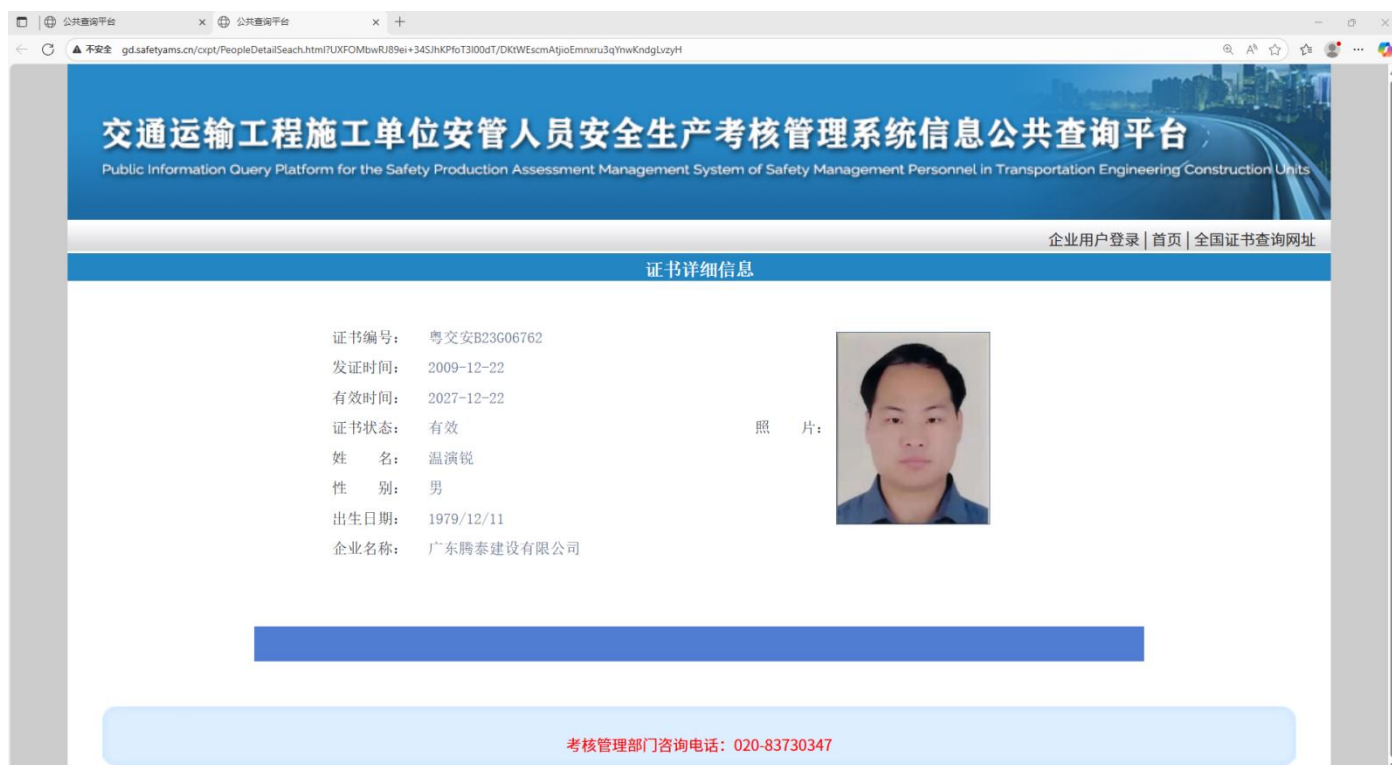 公共查询平台
公共查询平台
不安全 gd.safetyams.cn/cxpt/PeopleDetailSeach.html?UXFOMbwRJ89ei+34SJhKPfoT3I00dT/DKtWEscmAtjioEmnxru3qYnwKndgLvzyH
交通运输工程施工单位安管人员安全生产考核管理系统信息公共查询平台
Public Information Query Platform for the Safety Production Assessment Management System of Safety Management Personnel in Transportation Engineering Construction Units
企业用户登录 | 首页 | 全国证书查询网址
证书详细信息
证书编号: 粤交安B23G06762
发证时间: 2009-12-22
有效时间: 2027-12-22
证书状态: 有效
照 片:
姓 名: 温演锐
性 别: 男
出生日期: 1979/12/11
企业名称: 广东腾泰建设有限公司
考核管理部门咨询电话：020-83730347